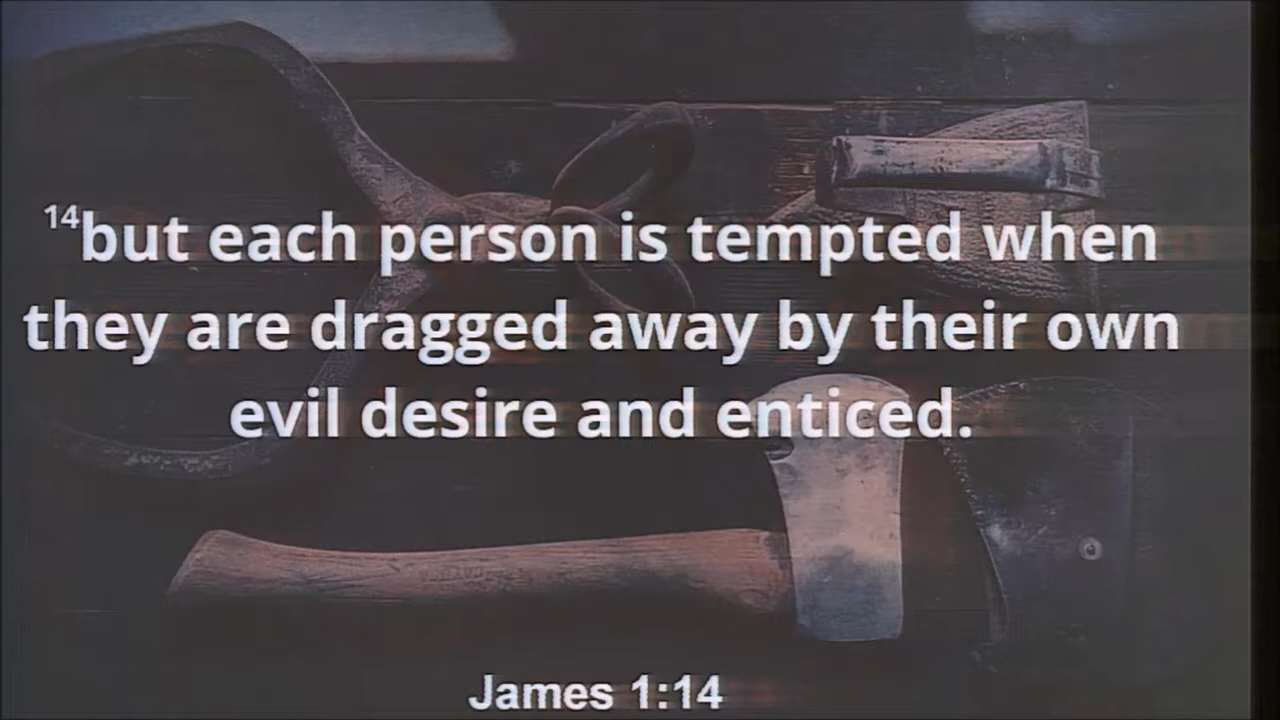 14but each person is tempted when
they are dragged away by their own
evil desire and enticed.
James 1:14